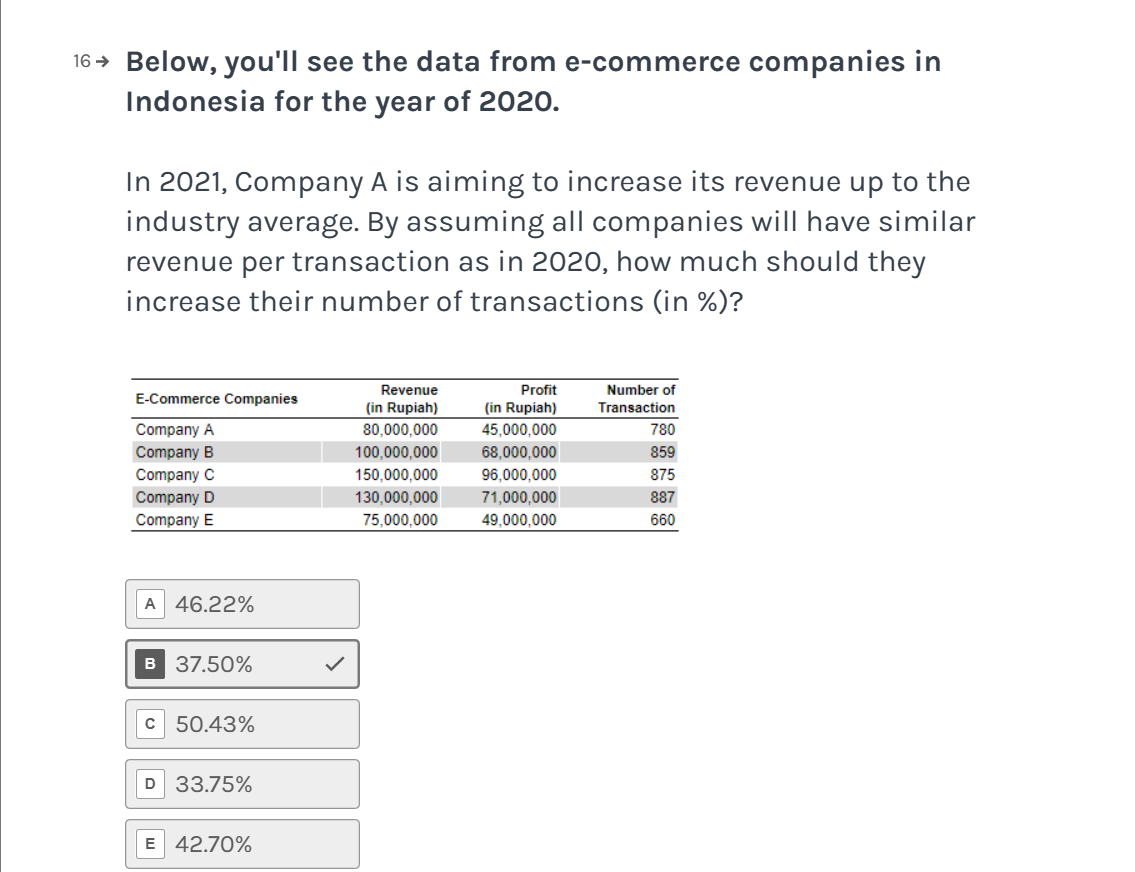 16 → Below, you'll see the data from e-commerce companies in
Indonesia for the year of 2020.
In 2021, Company A is aiming to increase its revenue up to the
industry average. By assuming all companies will have similar
revenue per transaction as in 2020, how much should they
increase their number of transactions (in %)?
E-Commerce Companies Revenue (in Rupiah) Profit (in Rupiah) Number of Transaction
Company A 80,000,000 45,000,000 780
Company B 100,000,000 68,000,000 859
Company C 150,000,000 96,000,000 875
Company D 130,000,000 71,000,000 887
Company E 75,000,000 49,000,000 660
A 46.22%
B 37.50%
C 50.43%
D 33.75%
E 42.70%